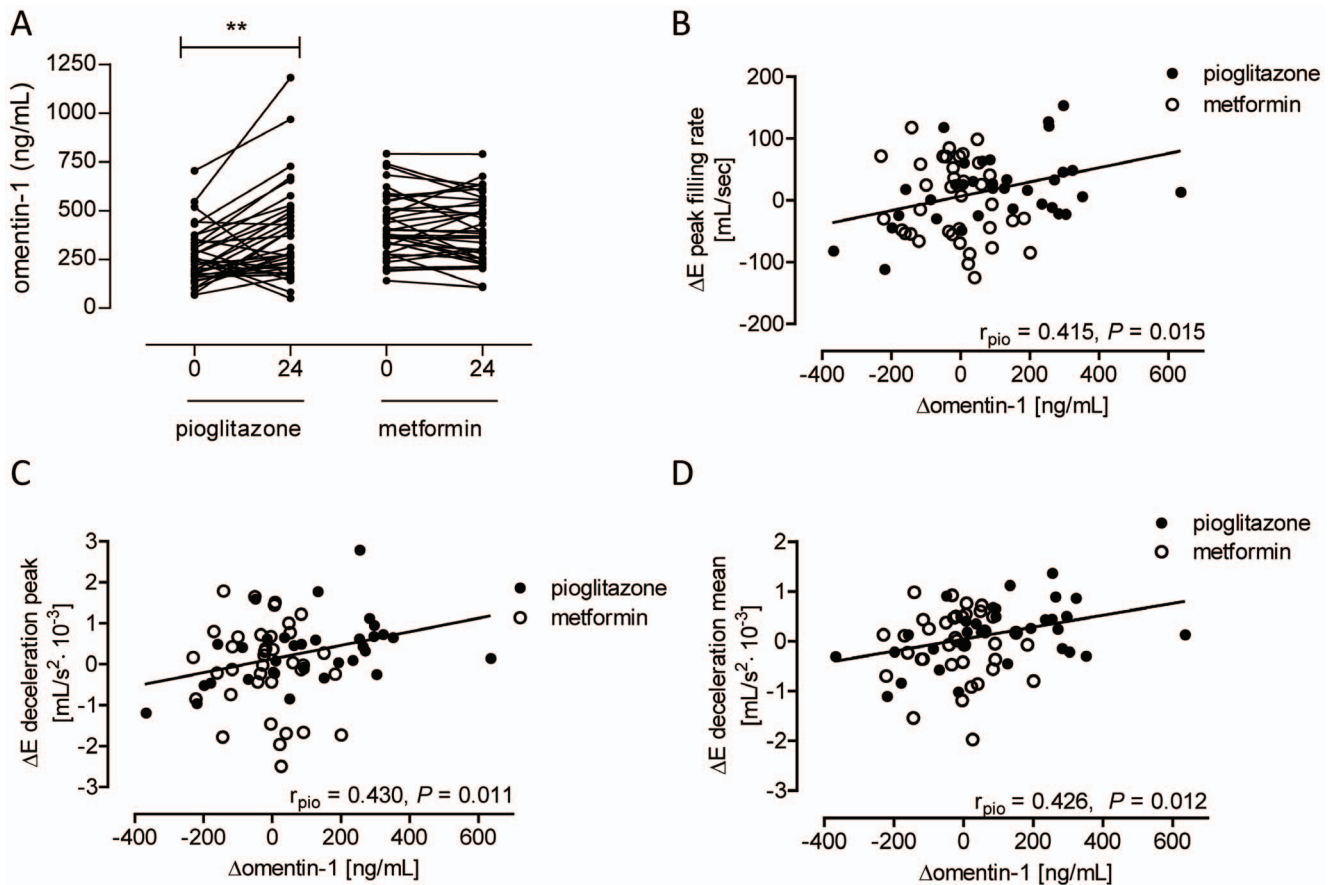 A
**
omentin-1 (ng/mL)
1250
1000
750
500
250
0
0
24
0
24
pioglitazone
metformin
B
ΔE peak filling rate
[mL/sec]
200
100
0
-100
-200
pioglitazone
metformin
r_pio = 0.415, P = 0.015
-400
-200
0
200
400
600
Δomentin-1 [ng/mL]
C
ΔE deceleration peak
[mL/s²· 10⁻³]
3
2
1
0
-1
-2
-3
pioglitazone
metformin
r_pio = 0.430, P = 0.011
-400
-200
0
200
400
600
Δomentin-1 [ng/mL]
D
ΔE deceleration mean
[mL/s²· 10⁻³]
2
1
0
-1
-2
-3
pioglitazone
metformin
r_pio = 0.426, P = 0.012
-400
-200
0
200
400
600
Δomentin-1 [ng/mL]